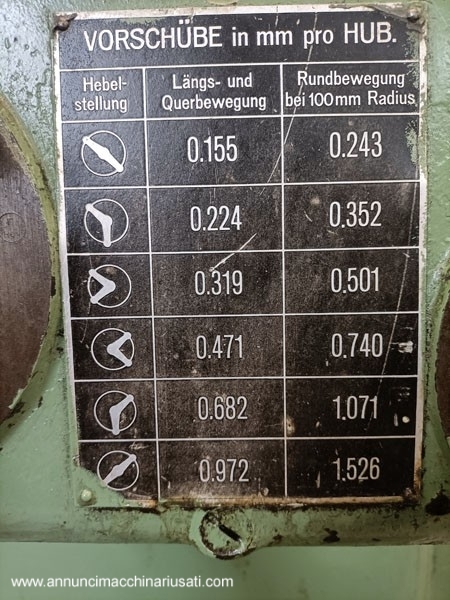 VORSCHÜBE in mm pro HUB.
Hebel- Längs- und Rundbewegung
stellung Querbewegung bei 100mm Radius
0.155 0.243
0.224 0.352
0.319 0.501
0.471 0.740
0.682 1.071
0.972 1.526
www.annuncimacchinariusati.com